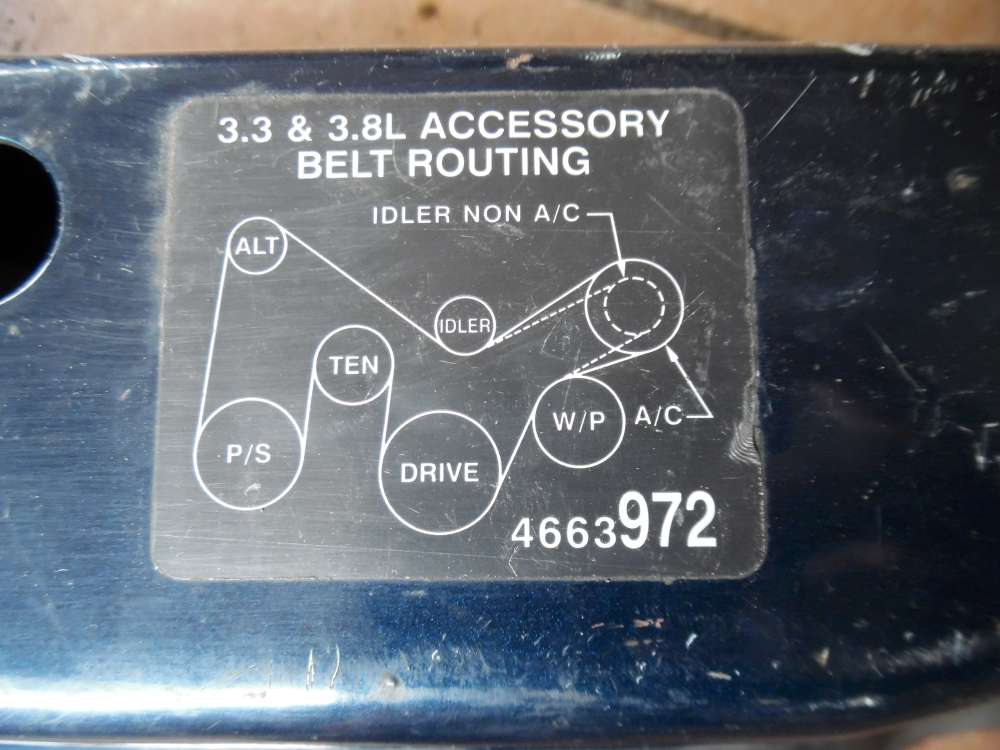 3.3 & 3.8L ACCESSORY
BELT ROUTING
IDLER NON A/C
ALT
IDLER
TEN
P/S
DRIVE
W/P
A/C
4663972